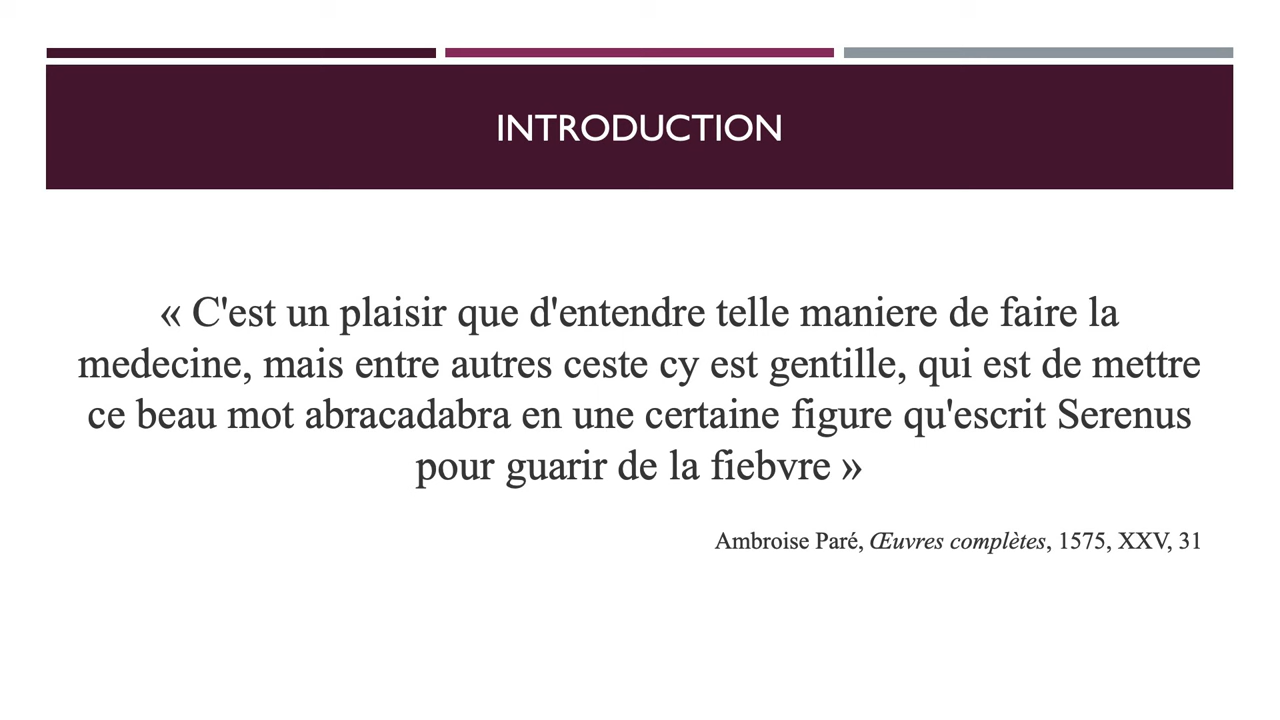 INTRODUCTION
« C'est un plaisir que d'entendre telle maniere de faire la
medecine, mais entre autres ceste cy est gentille, qui est de mettre
ce beau mot abracadabra en une certaine figure qu'escrit Serenus
pour guarir de la fiebvre »
Ambroise Paré, Œuvres complètes, 1575, XXV, 31